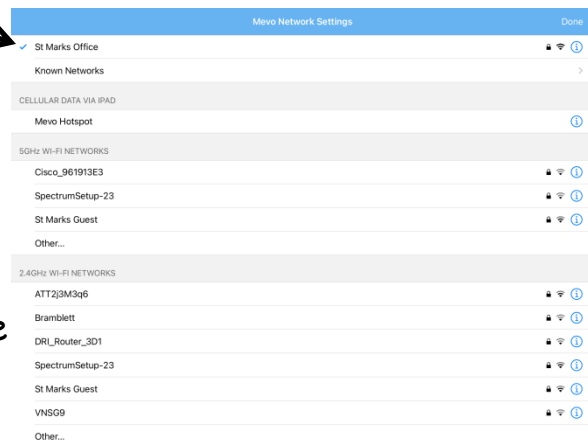 Mevo Network Settings Done
St Marks Office
Known Networks
CELLULAR DATA VIA IPAD
Mevo Hotspot
5GHz WI-FI NETWORKS
Cisco_961913E3
SpectrumSetup-23
St Marks Guest
Other...
2.4GHz WI-FI NETWORKS
ATT2j3M3q6
Bramblett
DRI_Router_3D1
SpectrumSetup-23
St Marks Guest
VNSG9
Other...